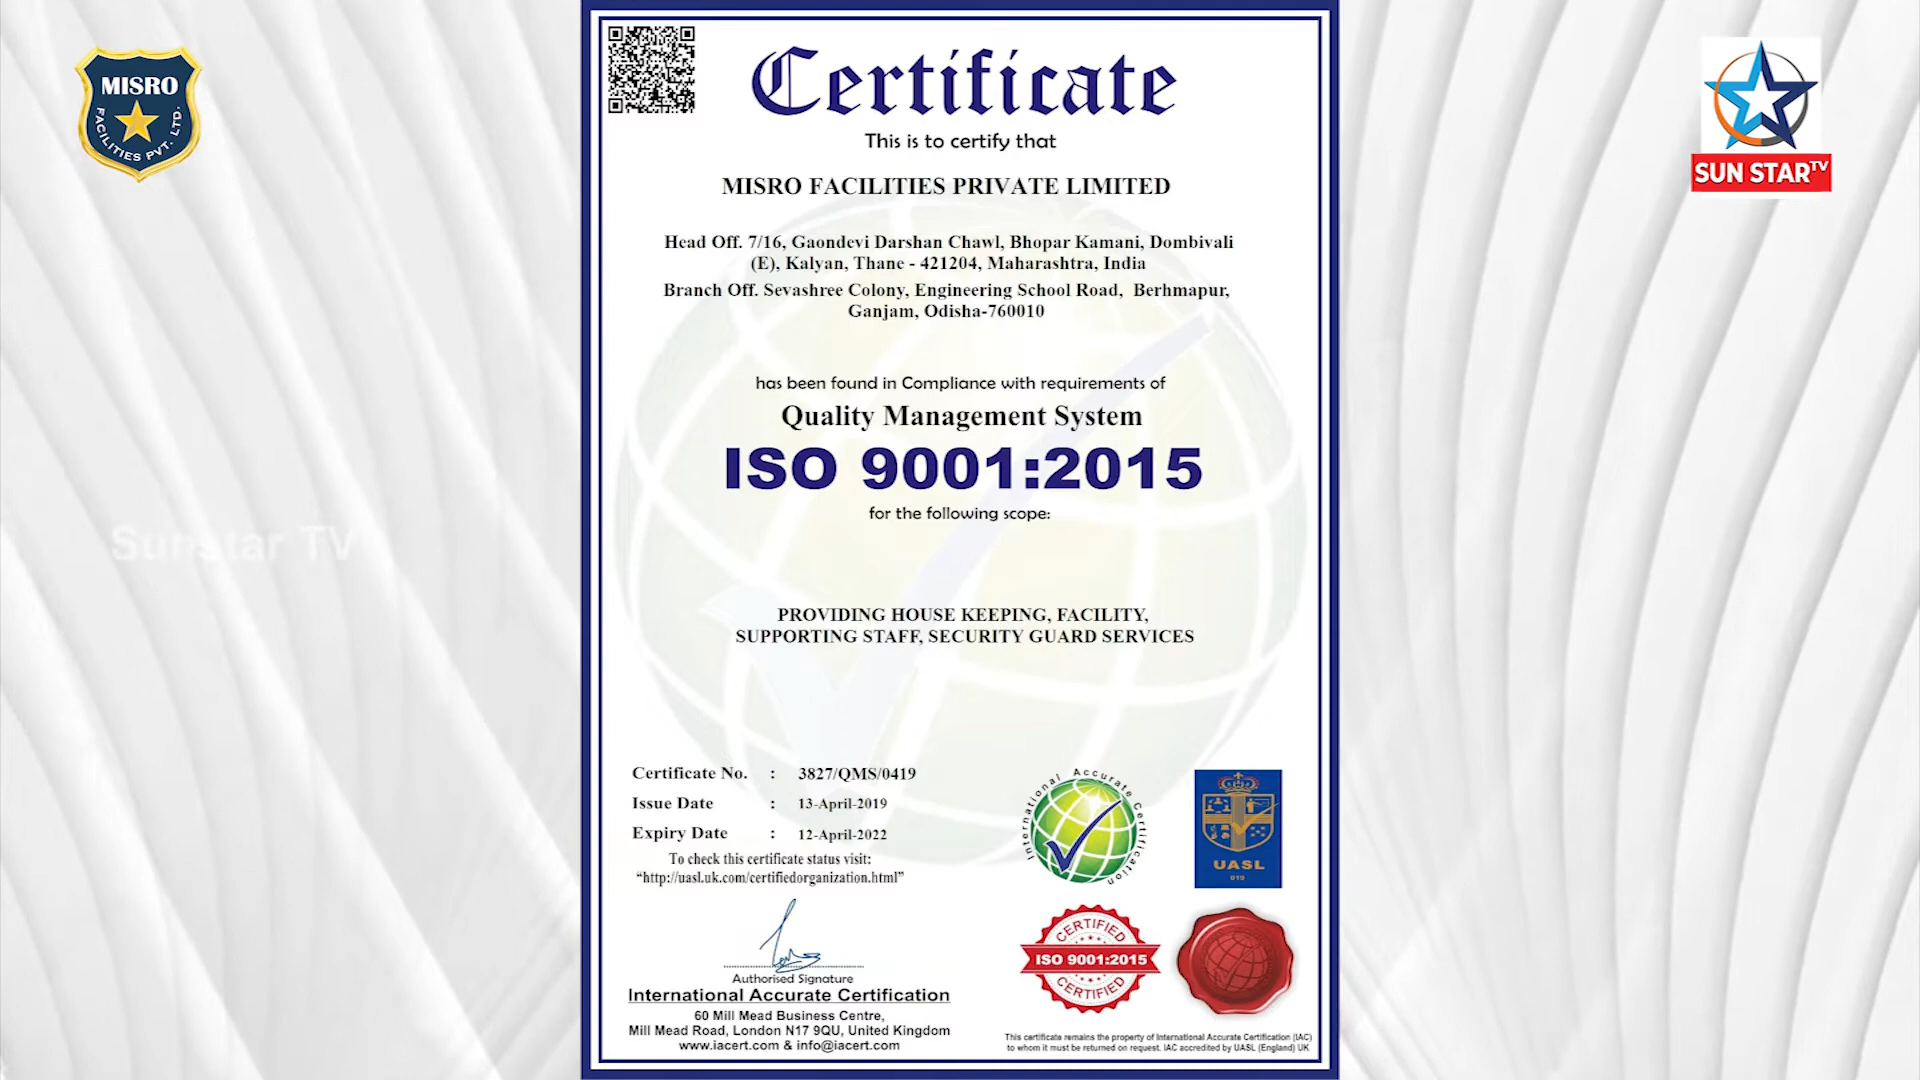 MISRO
FACILITIES PVT. LTD.
SUN STAR TV
Sunstar TV
Certificate
This is to certify that
MISRO FACILITIES PRIVATE LIMITED
Head Off. 7/16, Gaondevi Darshan Chawl, Bhopar Kamani, Dombivali
(E), Kalyan, Thane - 421204, Maharashtra, India
Branch Off. Sevashree Colony, Engineering School Road, Berhmapur,
Ganjam, Odisha-760010
has been found in Compliance with requirements of
Quality Management System
ISO 9001:2015
for the following scope:
PROVIDING HOUSE KEEPING, FACILITY,
SUPPORTING STAFF, SECURITY GUARD SERVICES
Certificate No. : 3827/QMS/0419
Issue Date : 13-April-2019
Expiry Date : 12-April-2022
To check this certificate status visit:
“http://uasl.uk.com/certifiedorganization.html”
Authorised Signature
International Accurate Certification
60 Mill Mead Business Centre,
Mill Mead Road, London N17 9QU, United Kingdom
www.iacert.com & info@iacert.com
International Accurate Certification
UASL
019
CERTIFIED
ISO 9001:2015
CERTIFIED
This certificate remains the property of International Accurate Certification (IAC)
to whom it must be returned on request. IAC accredited by UASL (England) UK